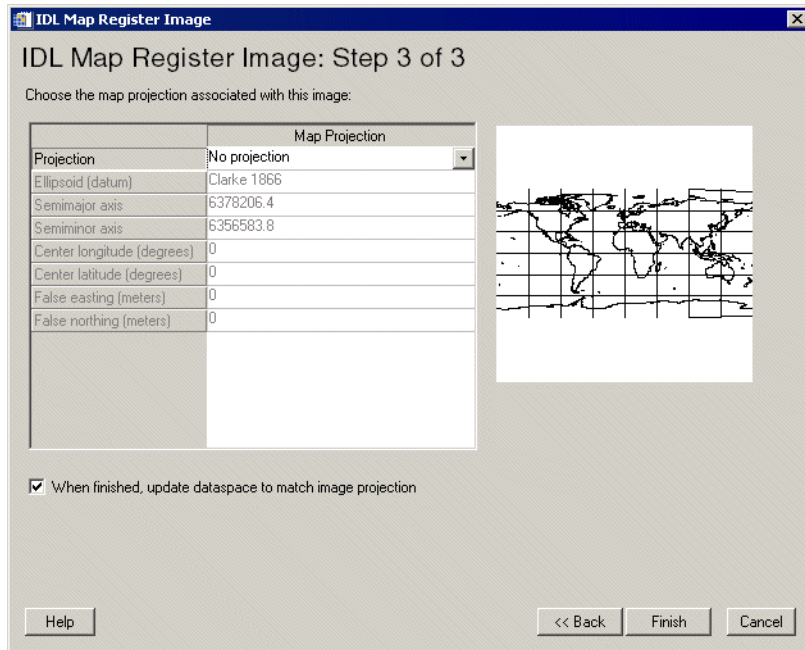 IDL Map Register Image
IDL Map Register Image: Step 3 of 3
Choose the map projection associated with this image:
Map Projection
Projection No projection
Ellipsoid (datum) Clarke 1866
Semimajor axis 6378206.4
Semiminor axis 6356583.8
Center longitude (degrees) 0
Center latitude (degrees) 0
False easting (meters) 0
False northing (meters) 0
When finished, update dataspace to match image projection
Help << Back Finish Cancel